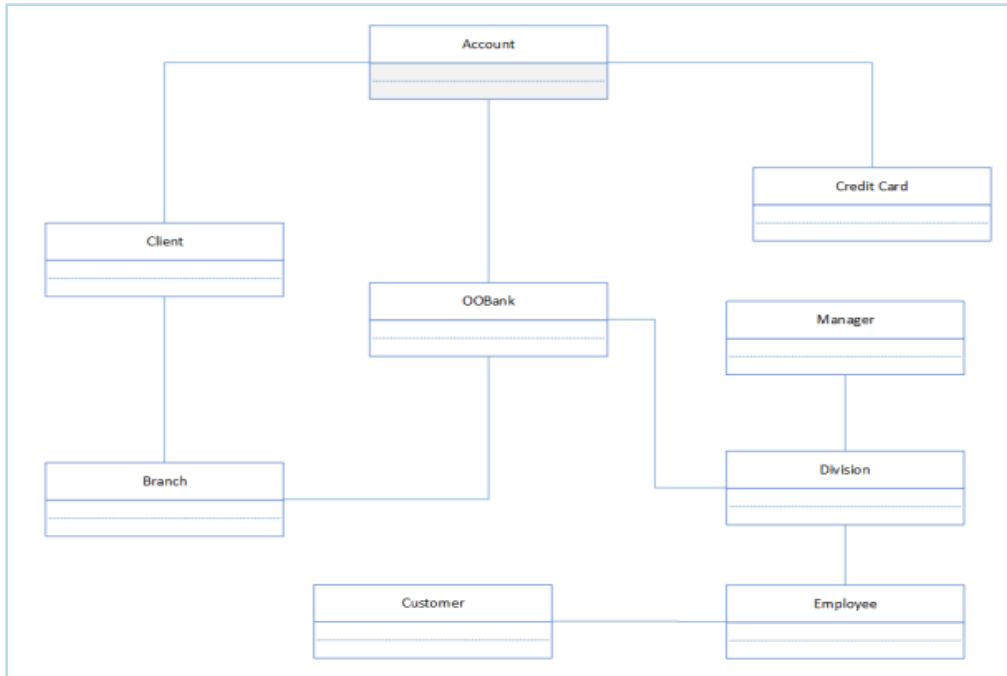 Account
Credit Card
Client
OOBank
Manager
Division
Branch
Customer
Employee